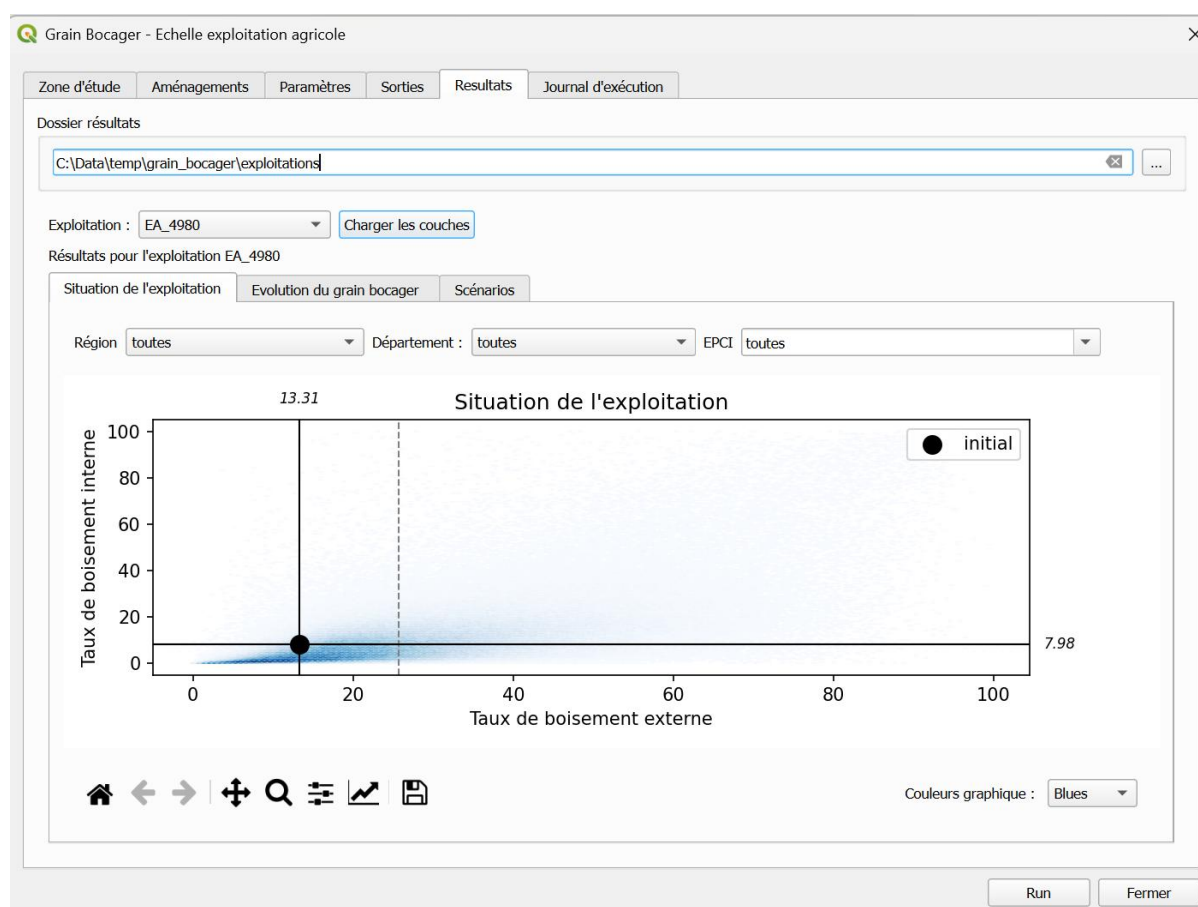 Grain Bocager - Echelle exploitation agricole
Zone d'étude Aménagements Paramètres Sorties Resultats Journal d'exécution
Dossier résultats
C:\Data\temp\grain_bocager\exploitations
...
Exploitation : EA_4980 Charger les couches
Résultats pour l'exploitation EA_4980
Situation de l'exploitation Evolution du grain bocager Scénarios
Région toutes Département : toutes EPCI toutes
13.31
Situation de l'exploitation
initial
Taux de boisement interne
100
80
60
40
20
0
7.98
0 20 40 60 80 100
Taux de boisement externe
Couleurs graphique : Blues
Run Fermer